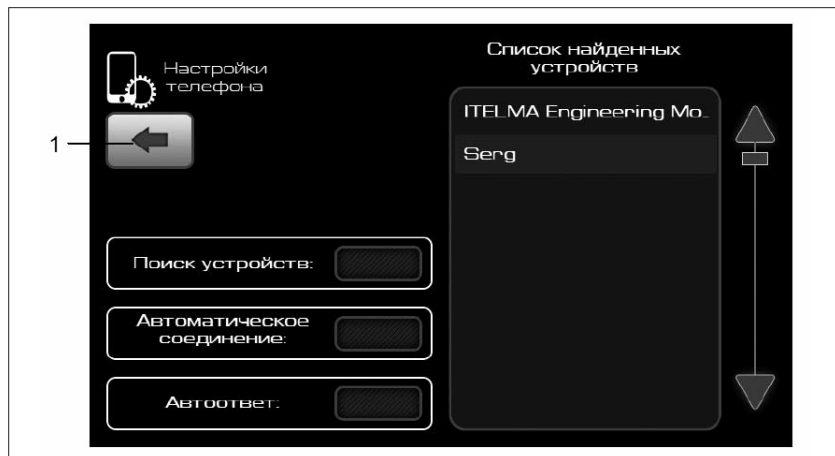 Настройки
телефона
1
Поиск устройств:
Автоматическое
соединение:
Автоответ:
Список найденных
устройств
ITELMA Engineering Mo..
Serg